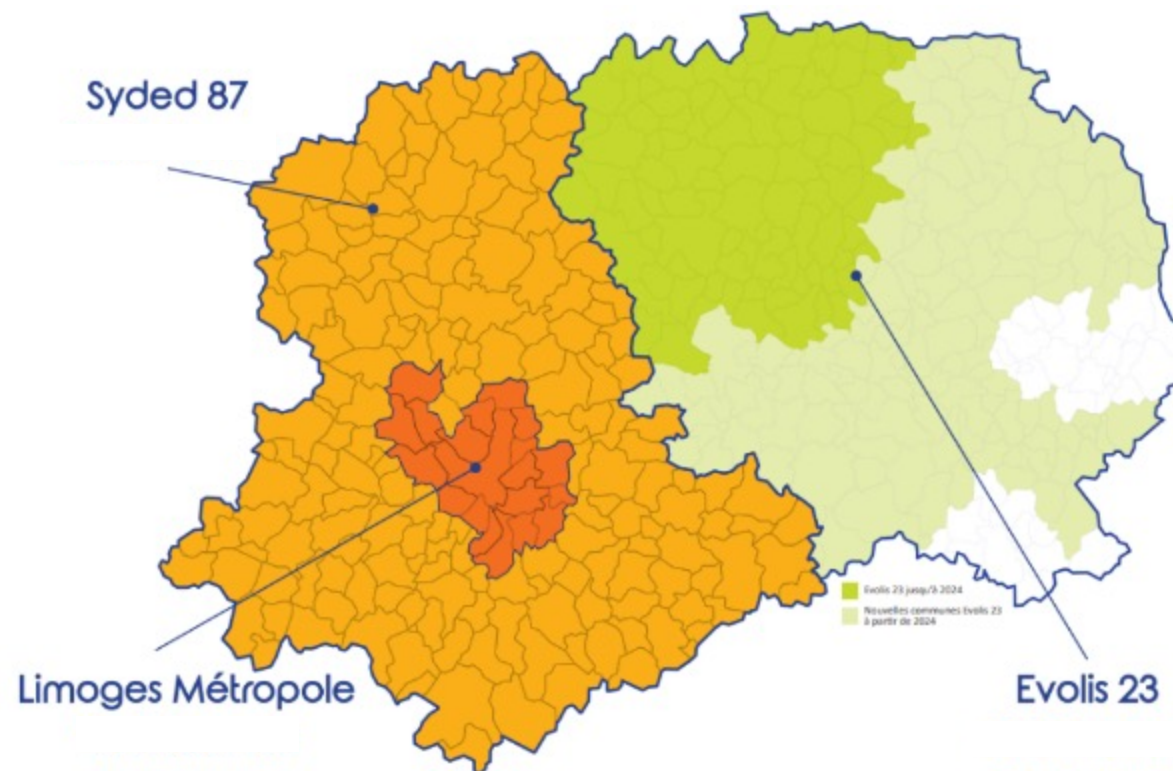 Syded 87
Evolis 23 jusqu'à 2024
Nouvelles communes Evolis 23
à partir de 2024
Limoges Métropole
Evolis 23